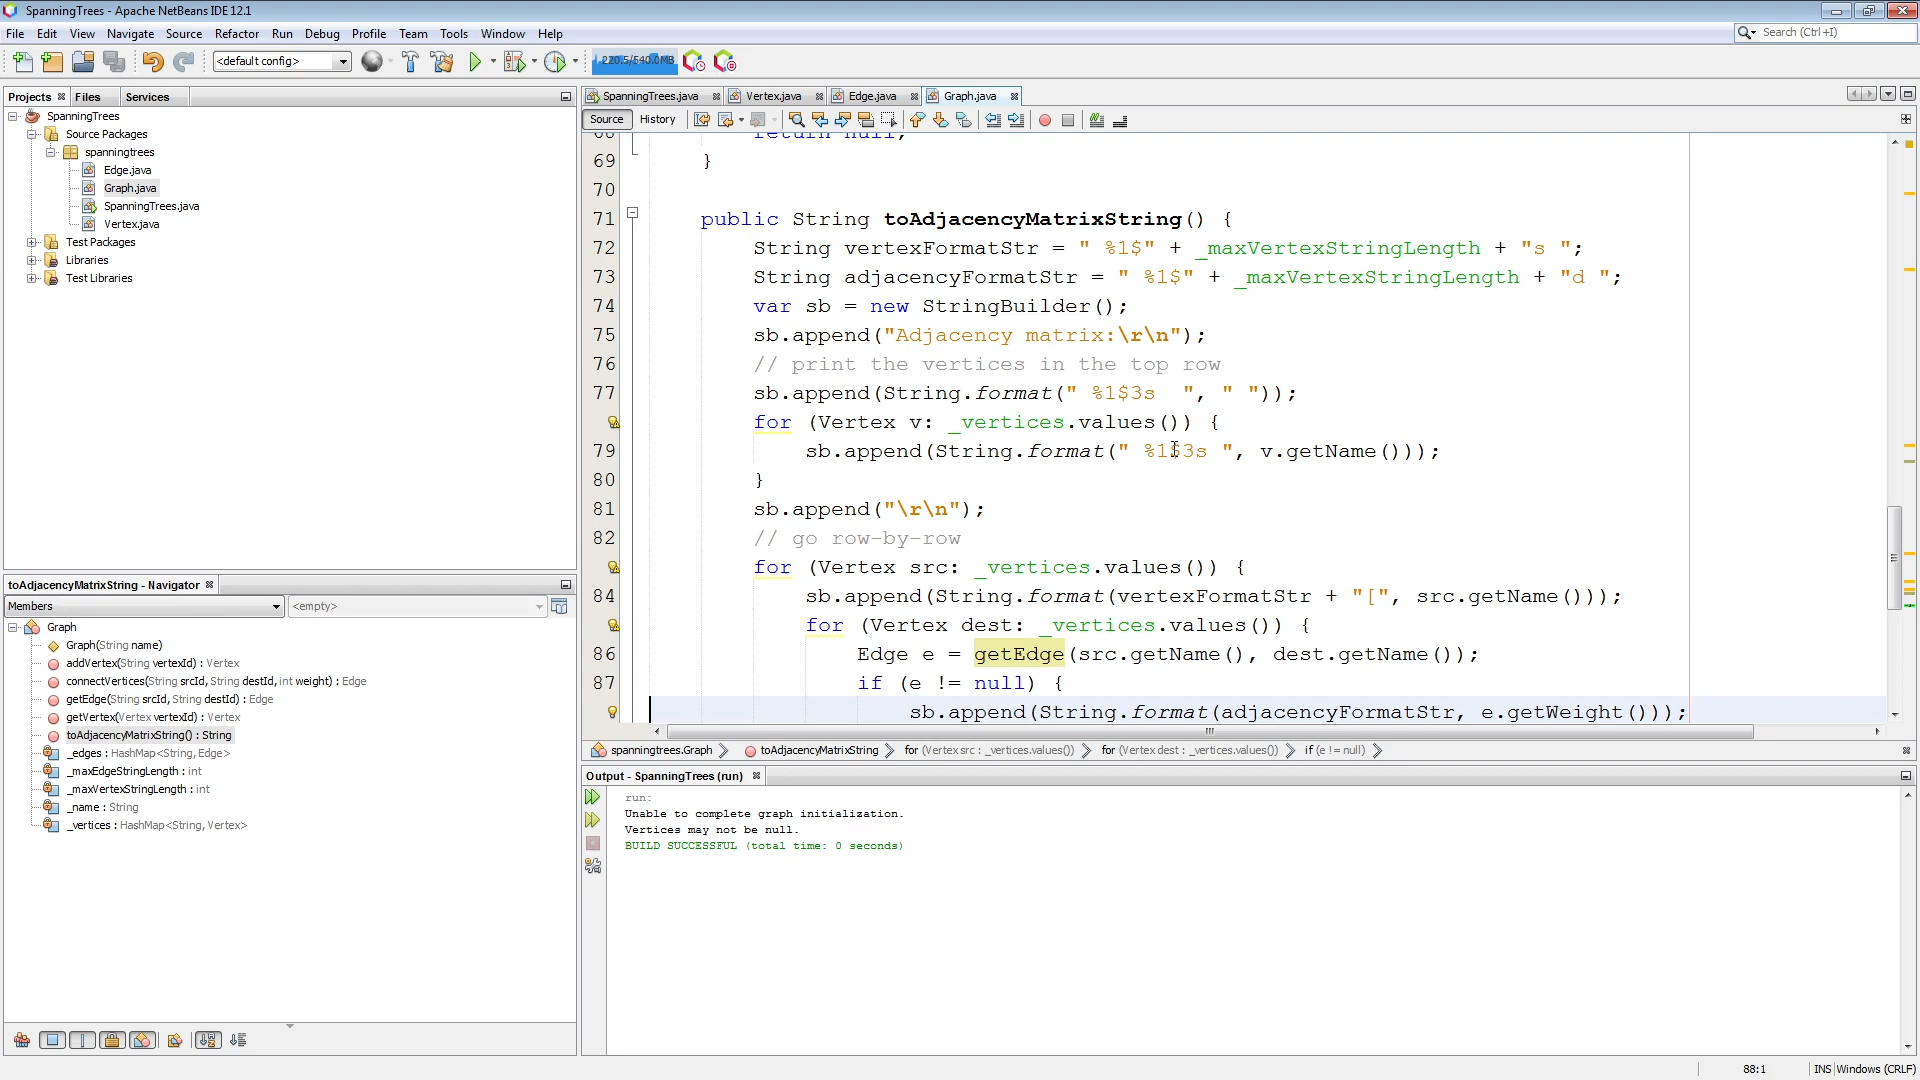 SpanningTrees - Apache NetBeans IDE 12.1
File Edit View Navigate Source Refactor Run Debug Profile Team Tools Window Help
Search (Ctrl+I)
<default config>
220.5/640.0MB
Projects Files Services
SpanningTrees
Source Packages
spanningtrees
Edge.java
Graph.java
SpanningTrees.java
Vertex.java
Test Packages
Libraries
Test Libraries
toAdjacencyMatrixString - Navigator
Members
<empty>
Graph
Graph(String name)
addVertex(String vertexId) : Vertex
connectVertices(String srcId, String destId, int weight) : Edge
getEdge(String srcId, String destId) : Edge
getVertex(Vertex vertexId) : Vertex
toAdjacencyMatrixString() : String
_edges : HashMap<String, Edge>
_maxEdgeStringLength : int
_maxVertexStringLength : int
_name : String
_vertices : HashMap<String, Vertex>
SpanningTrees.java Vertex.java Edge.java Graph.java
Source History
68 return null;
69 }
70
71 public String toAdjacencyMatrixString() {
72 String vertexFormatStr = " %1$" + _maxVertexStringLength + "s ";
73 String adjacencyFormatStr = " %1$" + _maxVertexStringLength + "d ";
74 var sb = new StringBuilder();
75 sb.append("Adjacency matrix:\r\n");
76 // print the vertices in the top row
77 sb.append(String.format(" %1$3s  ", " "));
for (Vertex v: _vertices.values()) {
79 sb.append(String.format(" %1$3s ", v.getName()));
80 }
81 sb.append("\r\n");
82 // go row-by-row
for (Vertex src: _vertices.values()) {
84 sb.append(String.format(vertexFormatStr + "[", src.getName()));
for (Vertex dest: _vertices.values()) {
86 Edge e = getEdge(src.getName(), dest.getName());
87 if (e != null) {
sb.append(String.format(adjacencyFormatStr, e.getWeight()));
spanningtrees.Graph toAdjacencyMatrixString for (Vertex src : _vertices.values()) for (Vertex dest : _vertices.values()) if (e != null)
Output - SpanningTrees (run)
run:
Unable to complete graph initialization.
Vertices may not be null.
BUILD SUCCESSFUL (total time: 0 seconds)
88:1 INS Windows (CRLF)